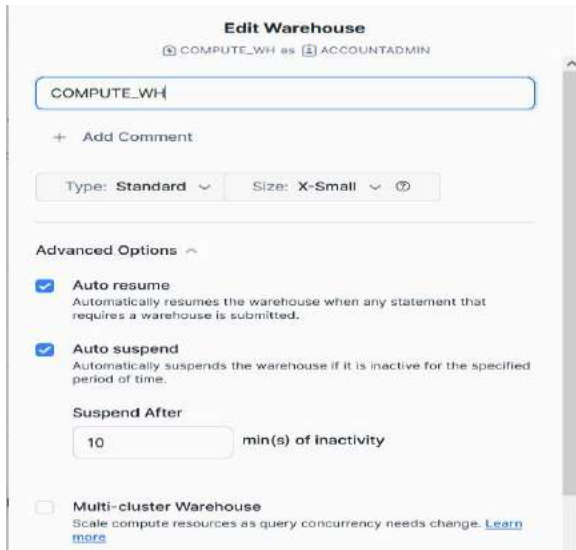 Edit Warehouse
COMPUTE_WH as ACCOUNTADMIN
COMPUTE_WH
+ Add Comment
Type: Standard Size: X-Small
Advanced Options
Auto resume
Automatically resumes the warehouse when any statement that
requires a warehouse is submitted.
Auto suspend
Automatically suspends the warehouse if it is inactive for the specified
period of time.
Suspend After
10 min(s) of inactivity
Multi-cluster Warehouse
Scale compute resources as query concurrency needs change. Learn
more